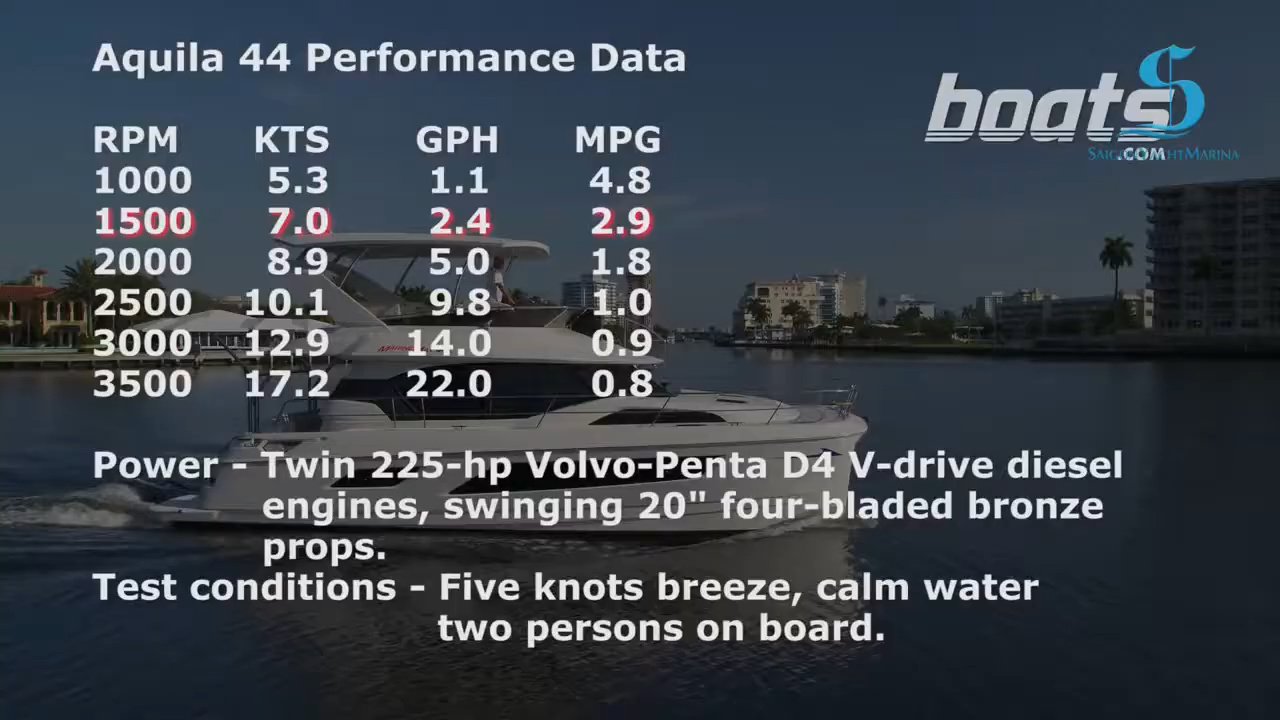 Aquila 44 Performance Data
boats
.COM
S
SAIGON YACHT MARINA
RPM KTS GPH MPG
1000 5.3 1.1 4.8
1500 7.0 2.4 2.9
2000 8.9 5.0 1.8
2500 10.1 9.8 1.0
3000 12.9 14.0 0.9
3500 17.2 22.0 0.8
Power - Twin 225-hp Volvo-Penta D4 V-drive diesel
engines, swinging 20" four-bladed bronze
props.
Test conditions - Five knots breeze, calm water
two persons on board.